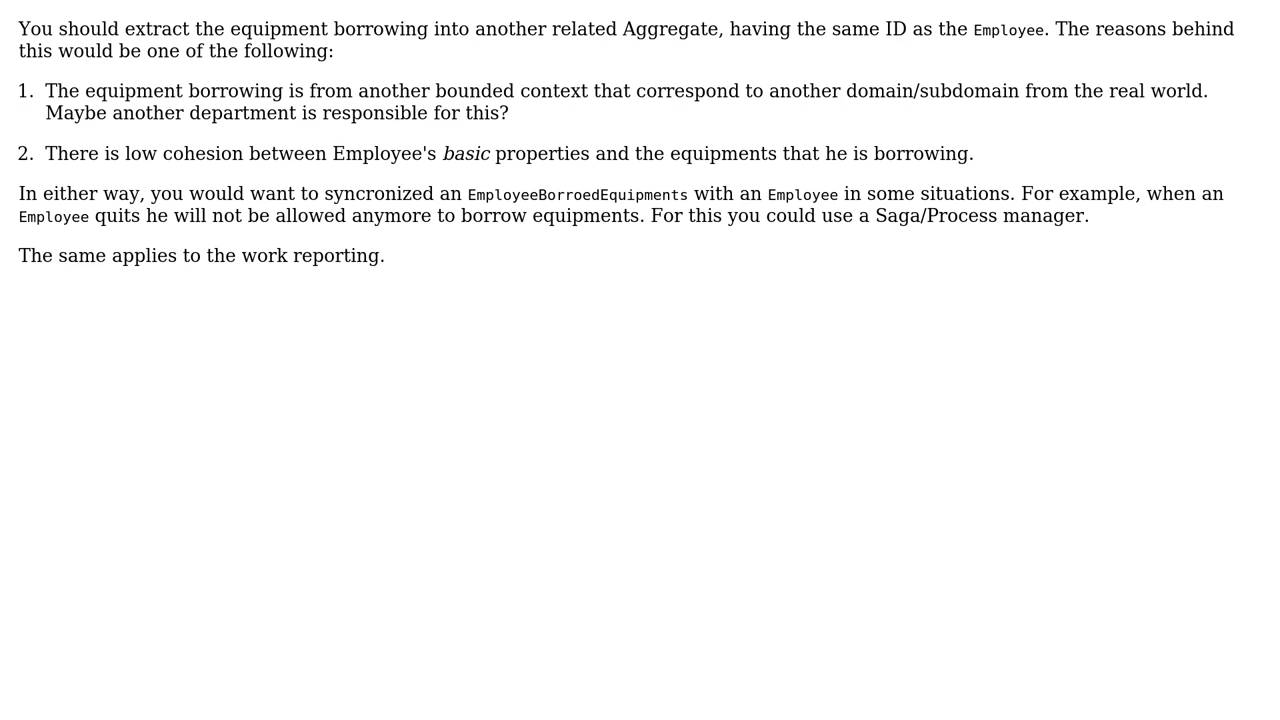 You should extract the equipment borrowing into another related Aggregate, having the same ID as the Employee. The reasons behind
this would be one of the following:
1. The equipment borrowing is from another bounded context that correspond to another domain/subdomain from the real world.
Maybe another department is responsible for this?
2. There is low cohesion between Employee's basic properties and the equipments that he is borrowing.
In either way, you would want to syncronized an EmployeeBorroedEquipments with an Employee in some situations. For example, when an
Employee quits he will not be allowed anymore to borrow equipments. For this you could use a Saga/Process manager.
The same applies to the work reporting.